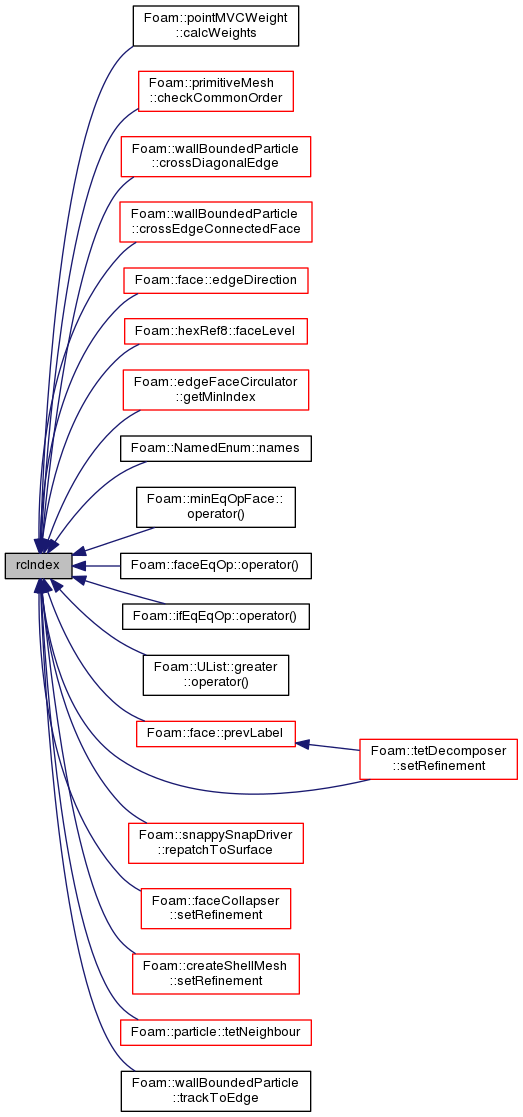 Foam::pointMVCWeight
::calcWeights
Foam::primitiveMesh
::checkCommonOrder
Foam::wallBoundedParticle
::crossDiagonalEdge
Foam::wallBoundedParticle
::crossEdgeConnectedFace
Foam::face::edgeDirection
Foam::hexRef8::faceLevel
Foam::edgeFaceCirculator
::getMinIndex
Foam::NamedEnum::names
Foam::minEqOpFace::
operator()
rcIndex
Foam::faceEqOp::operator()
Foam::ifEqEqOp::operator()
Foam::UList::greater
::operator()
Foam::face::prevLabel
Foam::tetDecomposer
::setRefinement
Foam::snappySnapDriver
::repatchToSurface
Foam::faceCollapser
::setRefinement
Foam::createShellMesh
::setRefinement
Foam::particle::tetNeighbour
Foam::wallBoundedParticle
::trackToEdge